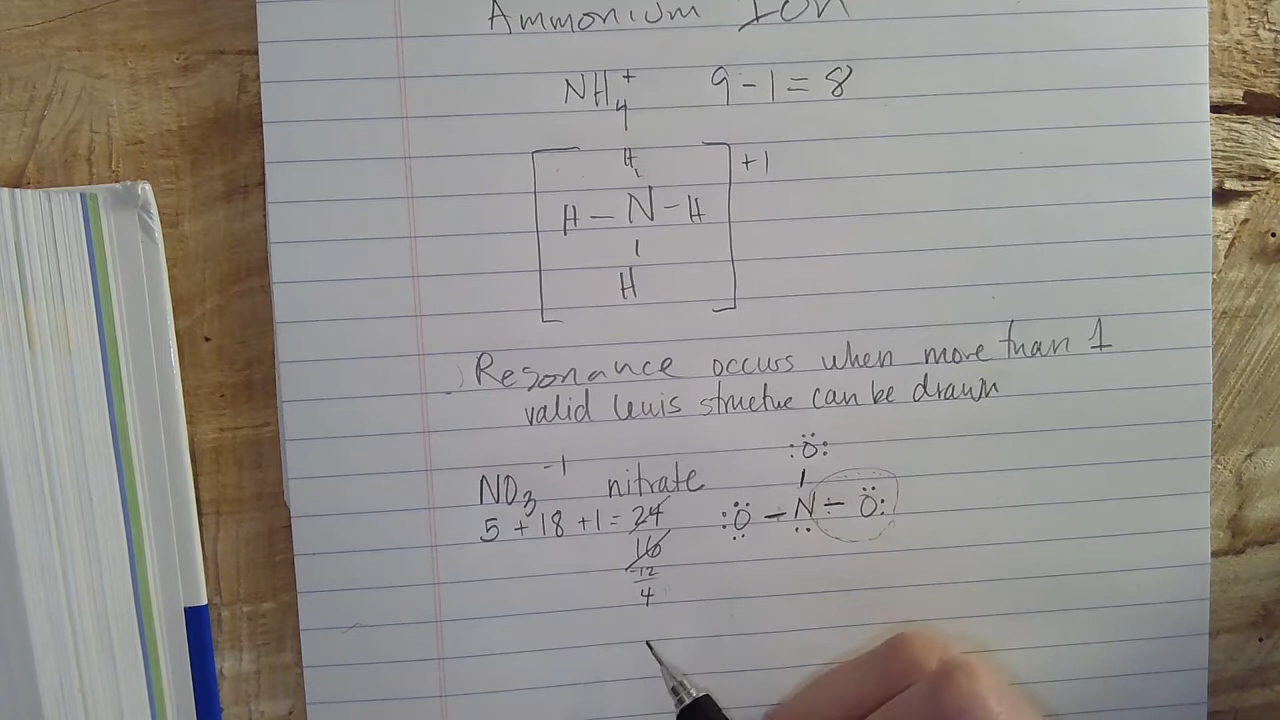 Ammonium Ion
NH₄⁺ 9-1=8
H
H-N-H
H
+1
Resonance occurs when more than 1
valid lewis structue can be drawn
NO₃⁻¹ nitrate
5+18+1=24
16
-12
4
:Ö:
:Ö-N-Ö: